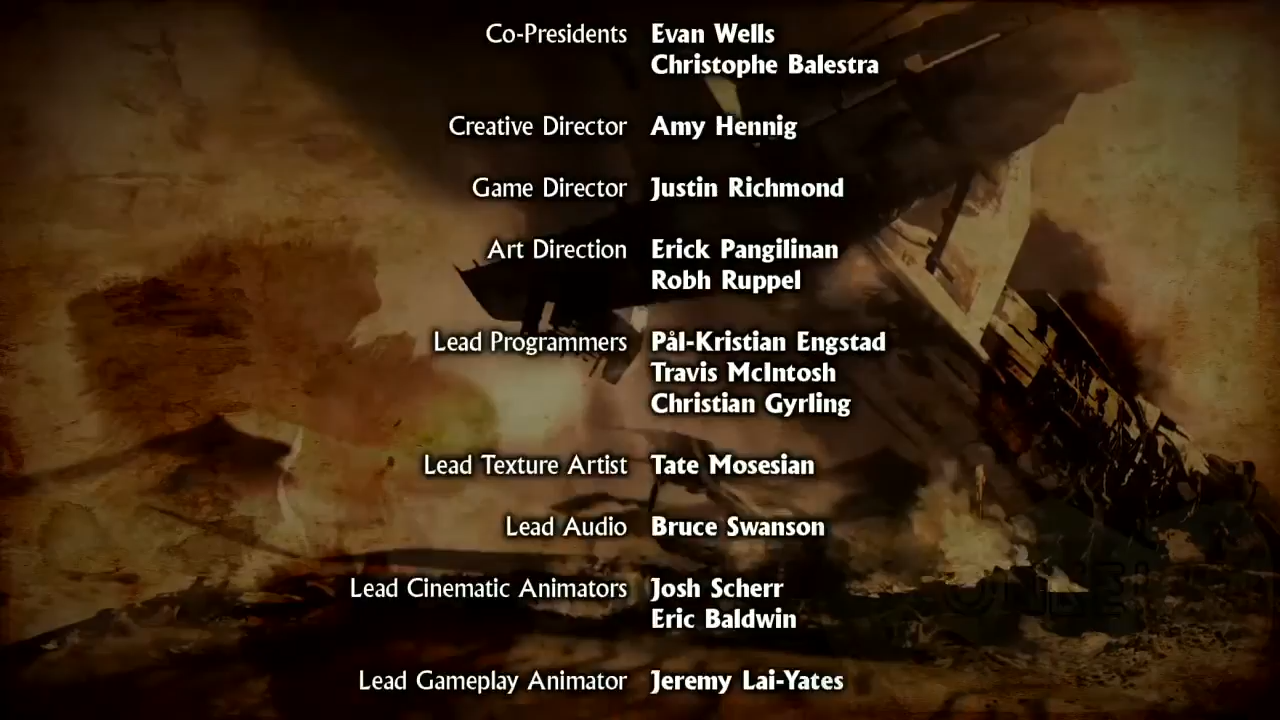 Co-Presidents Evan Wells
Christophe Balestra
Creative Director Amy Hennig
Game Director Justin Richmond
Art Direction Erick Pangilinan
Robh Ruppel
Lead Programmers Pål-Kristian Engstad
Travis McIntosh
Christian Gyrling
Lead Texture Artist Tate Mosesian
Lead Audio Bruce Swanson
Lead Cinematic Animators Josh Scherr
Eric Baldwin
Lead Gameplay Animator Jeremy Lai-Yates